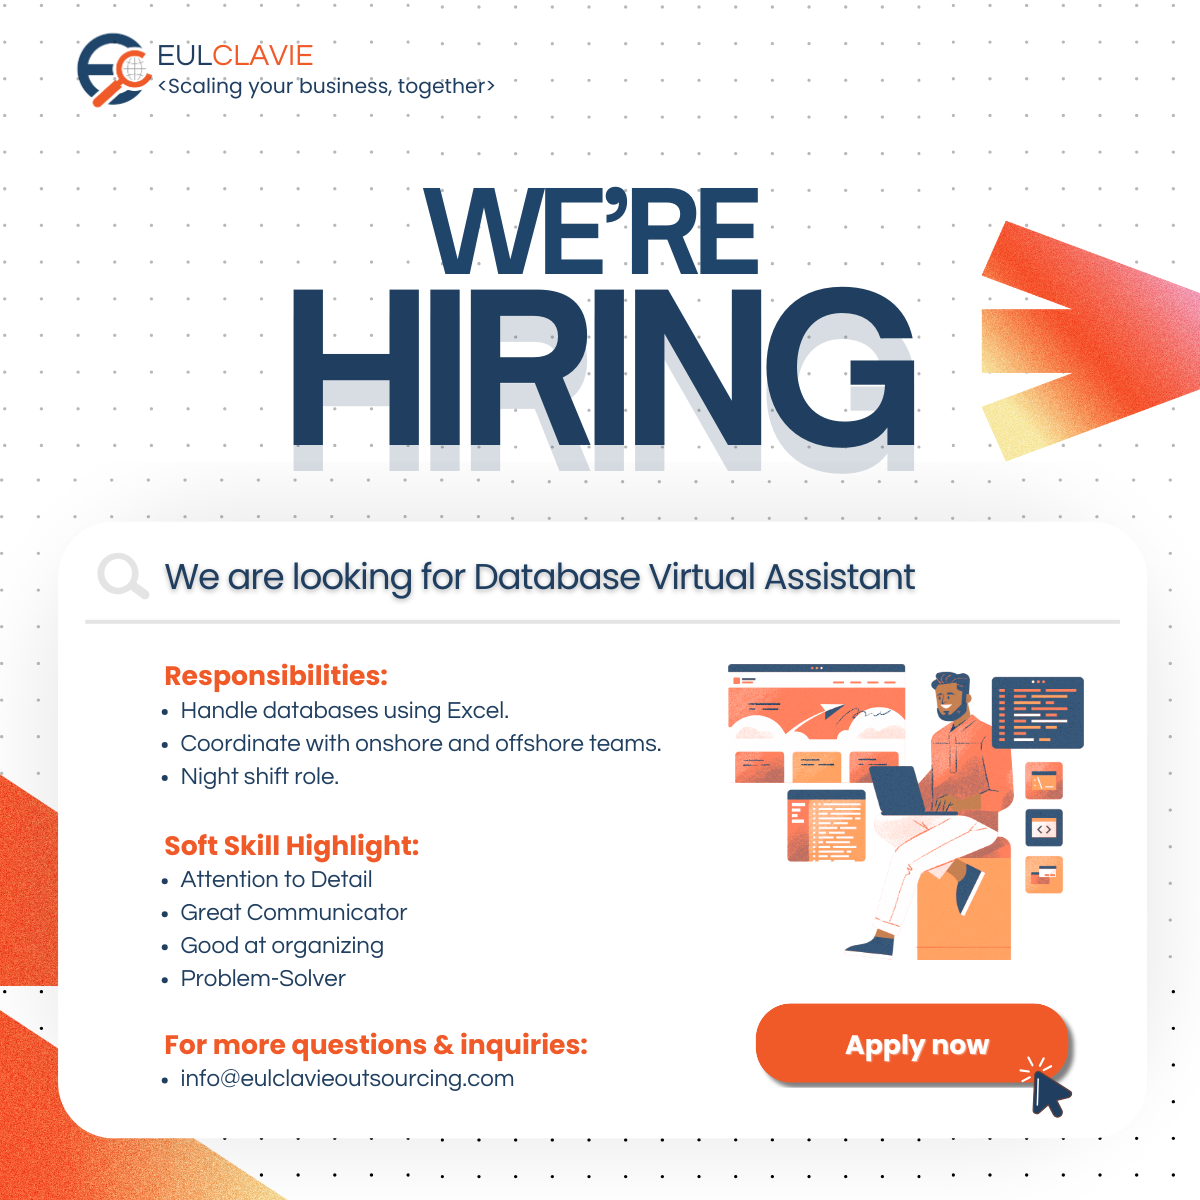 EULCLAVIE
<Scaling your business, together>
WE’RE
HIRING
We are looking for Database Virtual Assistant
Responsibilities:
• Handle databases using Excel.
• Coordinate with onshore and offshore teams.
• Night shift role.
Soft Skill Highlight:
• Attention to Detail
• Great Communicator
• Good at organizing
• Problem-Solver
For more questions & inquiries:
• info@eulclavieoutsourcing.com
Apply now